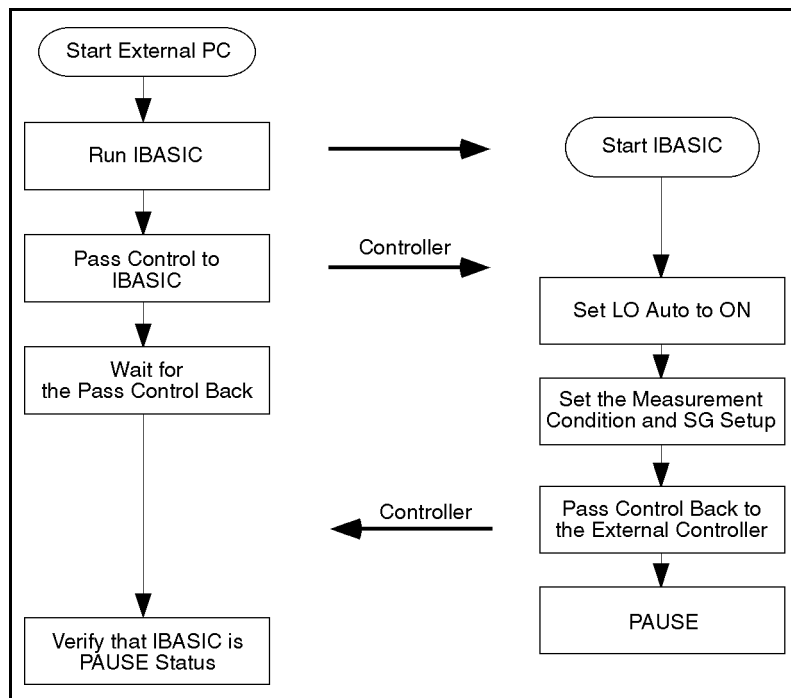 Start External PC
Run IBASIC
Start IBASIC
Pass Control to
IBASIC
Controller
Set LO Auto to ON
Wait for
the Pass Control Back
Set the Measurement
Condition and SG Setup
Controller
Pass Control Back to
the External Controller
PAUSE
Verify that IBASIC is
PAUSE Status